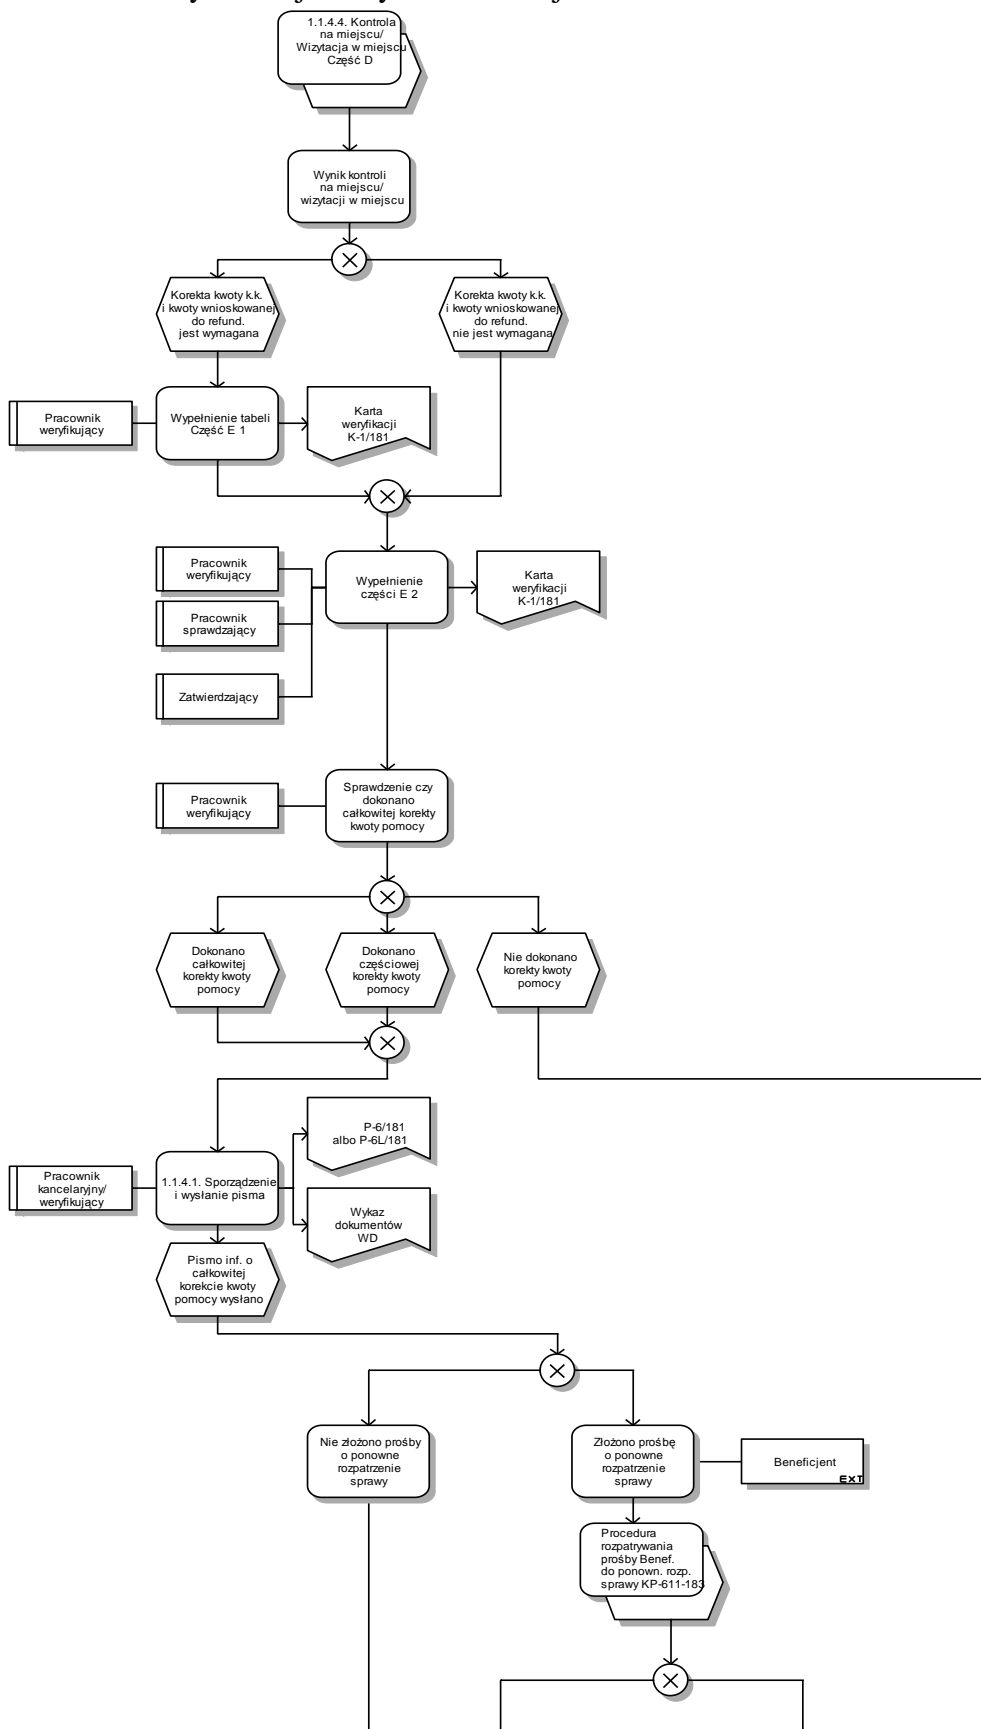 1.1.4.4. Kontrola
na miejscu/
Wizytacja w miejscu
Część D
Wynik kontroli
na miejscu/
wizytacji w miejscu
Korekta kwoty k.k.
i kwoty wnioskowanej
do refund.
jest wymagana
Korekta kwoty k.k.
i kwoty wnioskowanej
do refund.
nie jest wymagana
Pracownik
weryfikujący
Wypełnienie tabeli
Część E 1
Karta
weryfikacji
K-1/181
Pracownik
weryfikujący
Pracownik
sprawdzający
Zatwierdzający
Wypełnienie
części E 2
Karta
weryfikacji
K-1/181
Pracownik
weryfikujący
Sprawdzenie czy
dokonano
całkowitej korekty
kwoty pomocy
Dokonano
całkowitej
korekty kwoty
pomocy
Dokonano
częściowej
korekty kwoty
pomocy
Nie dokonano
korekty kwoty
pomocy
P-6/181
albo P-6L/181
Pracownik
kancelaryjny/
weryfikujący
1.1.4.1. Sporządzenie
i wysłanie pisma
Wykaz
dokumentów
WD
Pismo inf. o
całkowitej
korekcie kwoty
pomocy wysłano
Nie złożono prośby
o ponowne
rozpatrzenie
sprawy
Złożono prośbę
o ponowne
rozpatrzenie
sprawy
Beneficjent
EXT
Procedura
rozpatrywania
prośby Benef.
do ponown. rozp.
sprawy KP-611-183